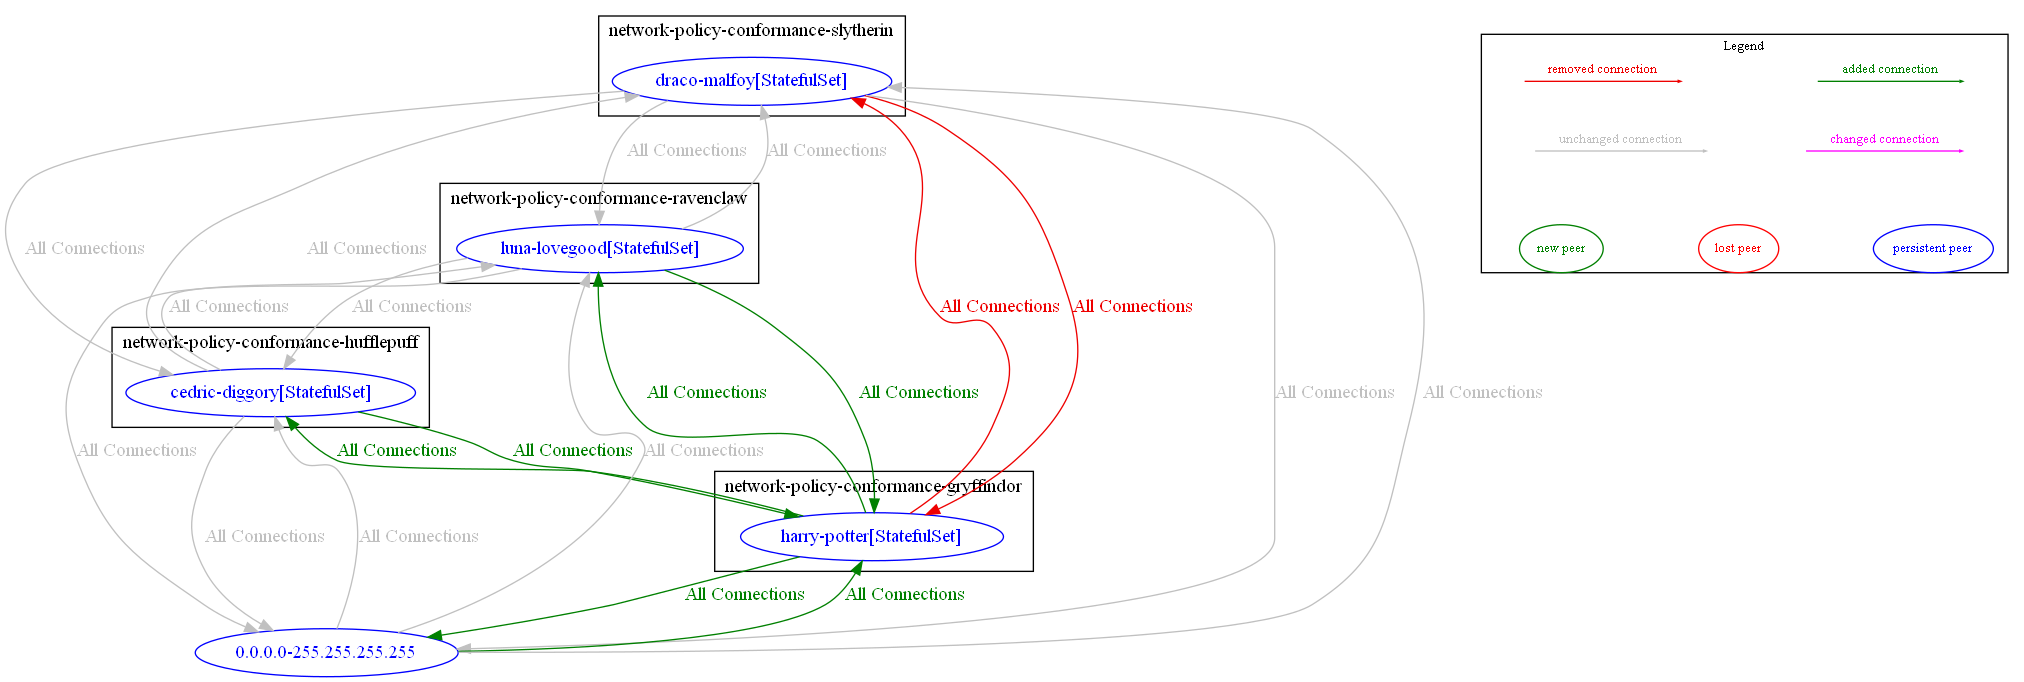 network-policy-conformance-slytherin
draco-malfoy[StatefulSet]
Legend
removed connection
added connection
unchanged connection
changed connection
new peer
lost peer
persistent peer
All Connections
All Connections
network-policy-conformance-ravenclaw
luna-lovegood[StatefulSet]
All Connections
All Connections
All Connections
All Connections
All Connections
All Connections
network-policy-conformance-hufflepuff
cedric-diggory[StatefulSet]
All Connections
All Connections
All Connections
All Connections
All Connections
All Connections
All Connections
All Connections
network-policy-conformance-gryffindor
harry-potter[StatefulSet]
All Connections
All Connections
All Connections
All Connections
0.0.0.0-255.255.255.255